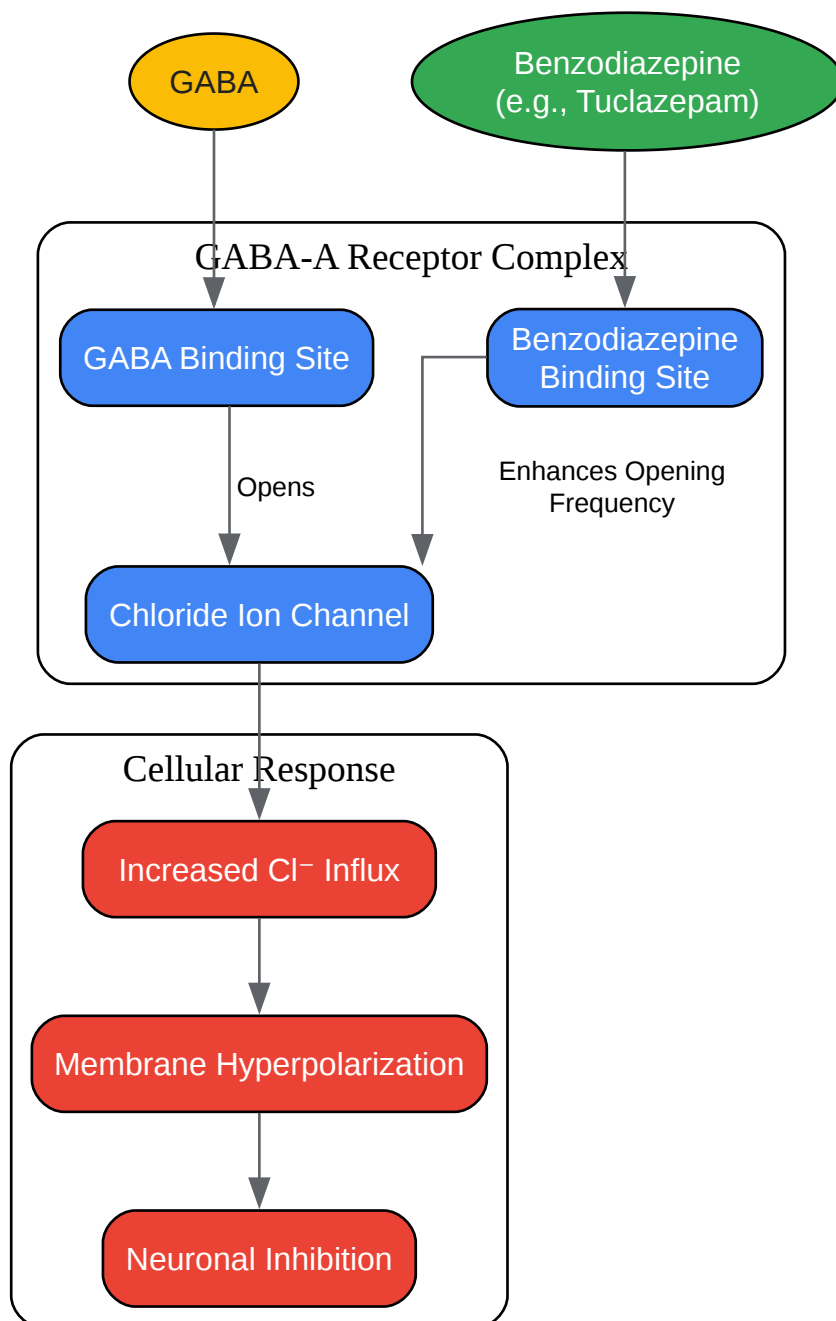 GABA
Benzodiazepine
(e.g., Tuclazepam)
GABA-A Receptor Complex
GABA Binding Site
Benzodiazepine
Binding Site
Opens
Enhances Opening
Frequency
Chloride Ion Channel
Cellular Response
Increased Cl⁻ Influx
Membrane Hyperpolarization
Neuronal Inhibition